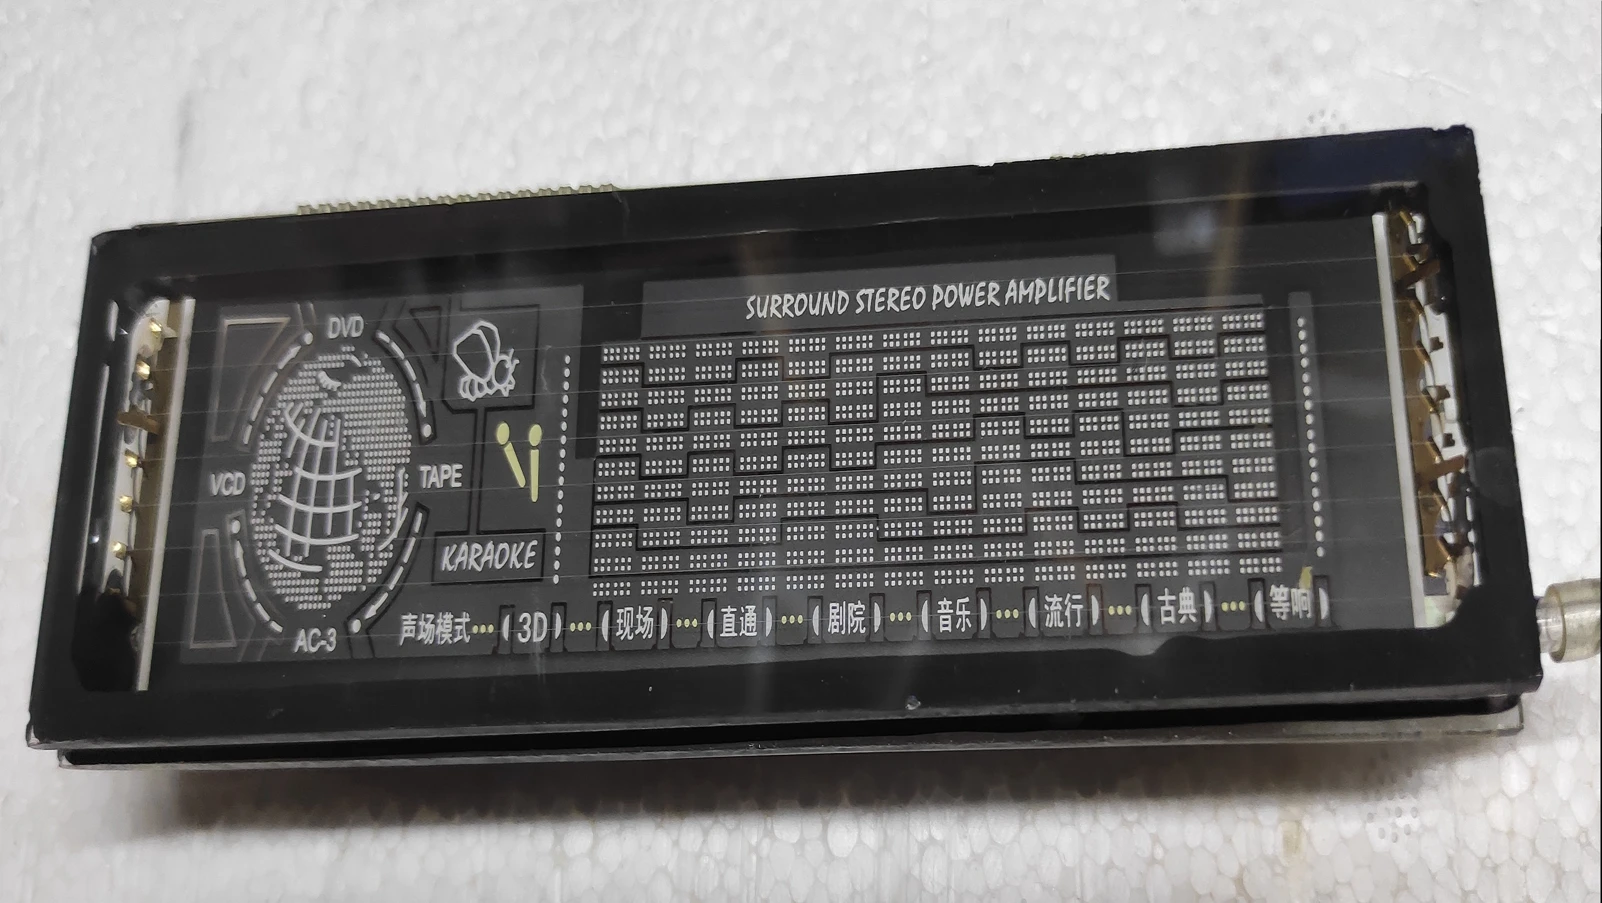 SURROUND STEREO POWER AMPLIFIER
DVD
VCD
TAPE
KARAOKE
AC-3
声场模式 3D 现场 直通 剧院 音乐 流行 古典 等响